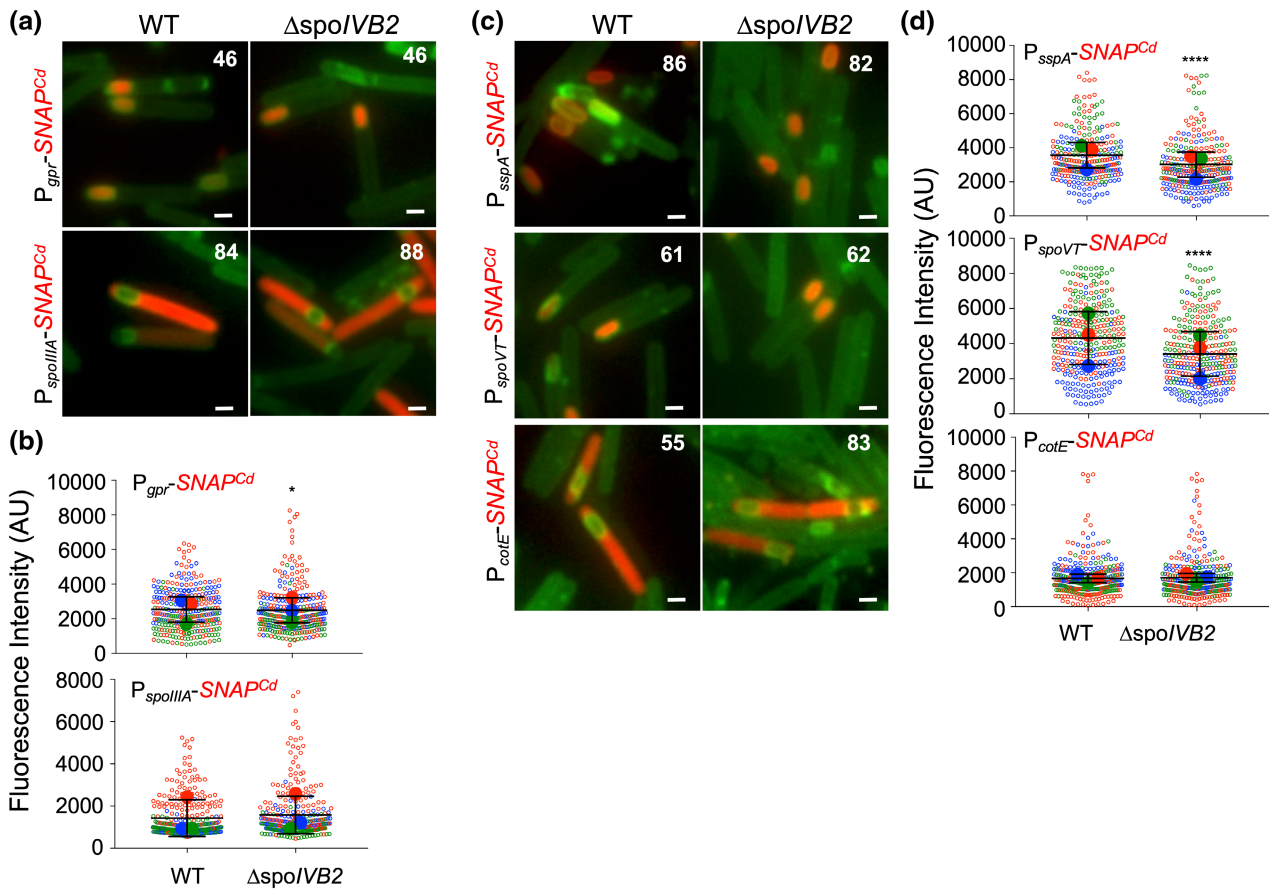 (a)
WT ΔspoIVB2
Pgpr-SNAPCd
46 46
PspoIIIA-SNAPCd
84 88
(b)
Fluorescence Intensity (AU)
Pgpr-SNAPCd
*
10000
8000
6000
4000
2000
0
PspoIIIA-SNAPCd
8000
6000
4000
2000
0
WT ΔspoIVB2
(c)
WT ΔspoIVB2
PsspA-SNAPCd
86 82
PspoVT-SNAPCd
61 62
PcotE-SNAPCd
55 83
(d)
Fluorescence Intensity (AU)
PsspA-SNAPCd
****
10000
8000
6000
4000
2000
0
PspoVT-SNAPCd
****
10000
8000
6000
4000
2000
0
PcotE-SNAPCd
10000
8000
6000
4000
2000
0
WT ΔspoIVB2